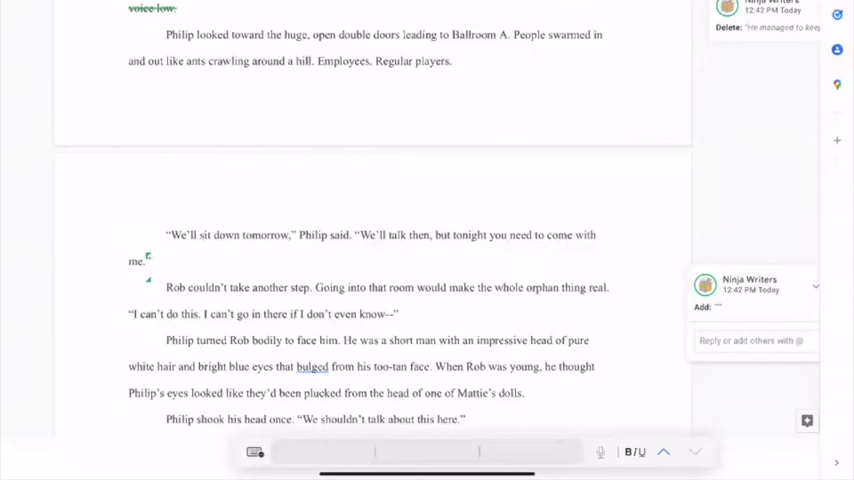 voice low.
Ninja Writers
12:42 PM Today
Delete: "He managed to keep
Philip looked toward the huge, open double doors leading to Ballroom A. People swarmed in
and out like ants crawling around a hill. Employees. Regular players.
"We'll sit down tomorrow," Philip said. "We'll talk then, but tonight you need to come with
me."
Rob couldn't take another step. Going into that room would make the whole orphan thing real.
"I can't do this. I can't go in there if I don't even know--"
Philip turned Rob bodily to face him. He was a short man with an impressive head of pure
white hair and bright blue eyes that bulged from his too-tan face. When Rob was young, he thought
Philip's eyes looked like they'd been plucked from the head of one of Mattie's dolls.
Philip shook his head once. "We shouldn't talk about this here."
Ninja Writers
12:42 PM Today
Add: ""
Reply or add others with @
B I U